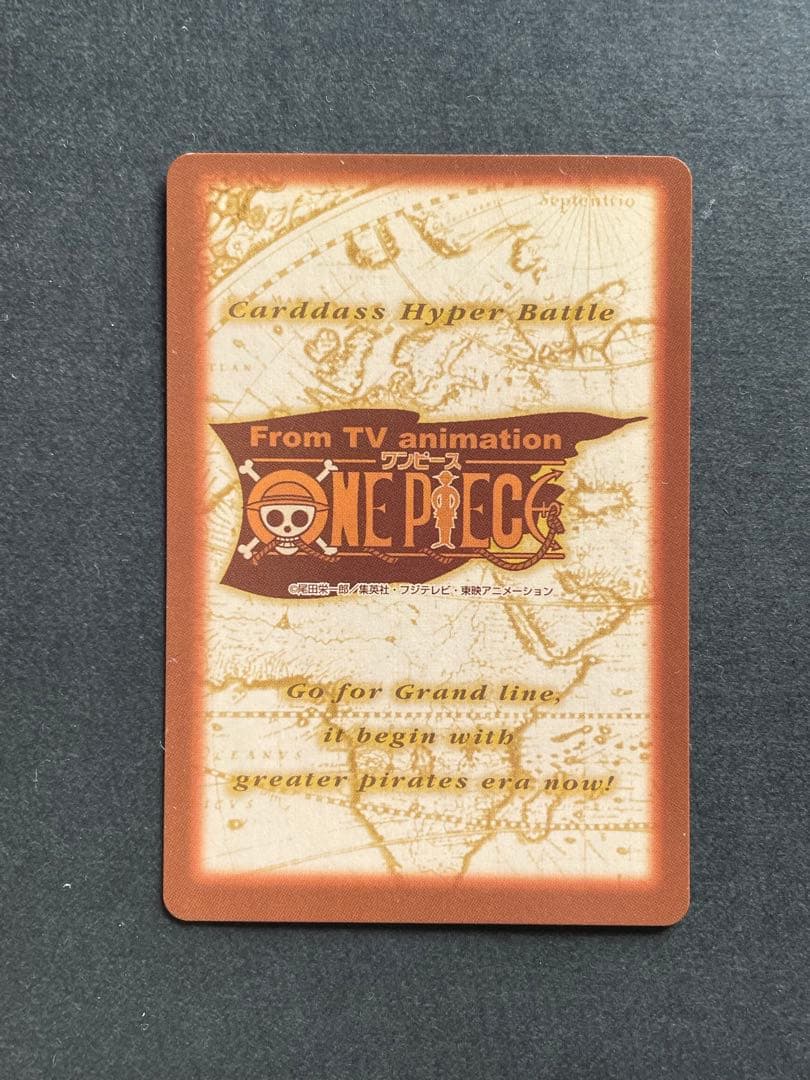 Septentrio
Carddass Hyper Battle
From TV animation
ワンピース
ONE PIECE
©尾田栄一郎／集英社・フジテレビ・東映アニメーション
Go for Grand line,
it begin with
greater pirates era now!